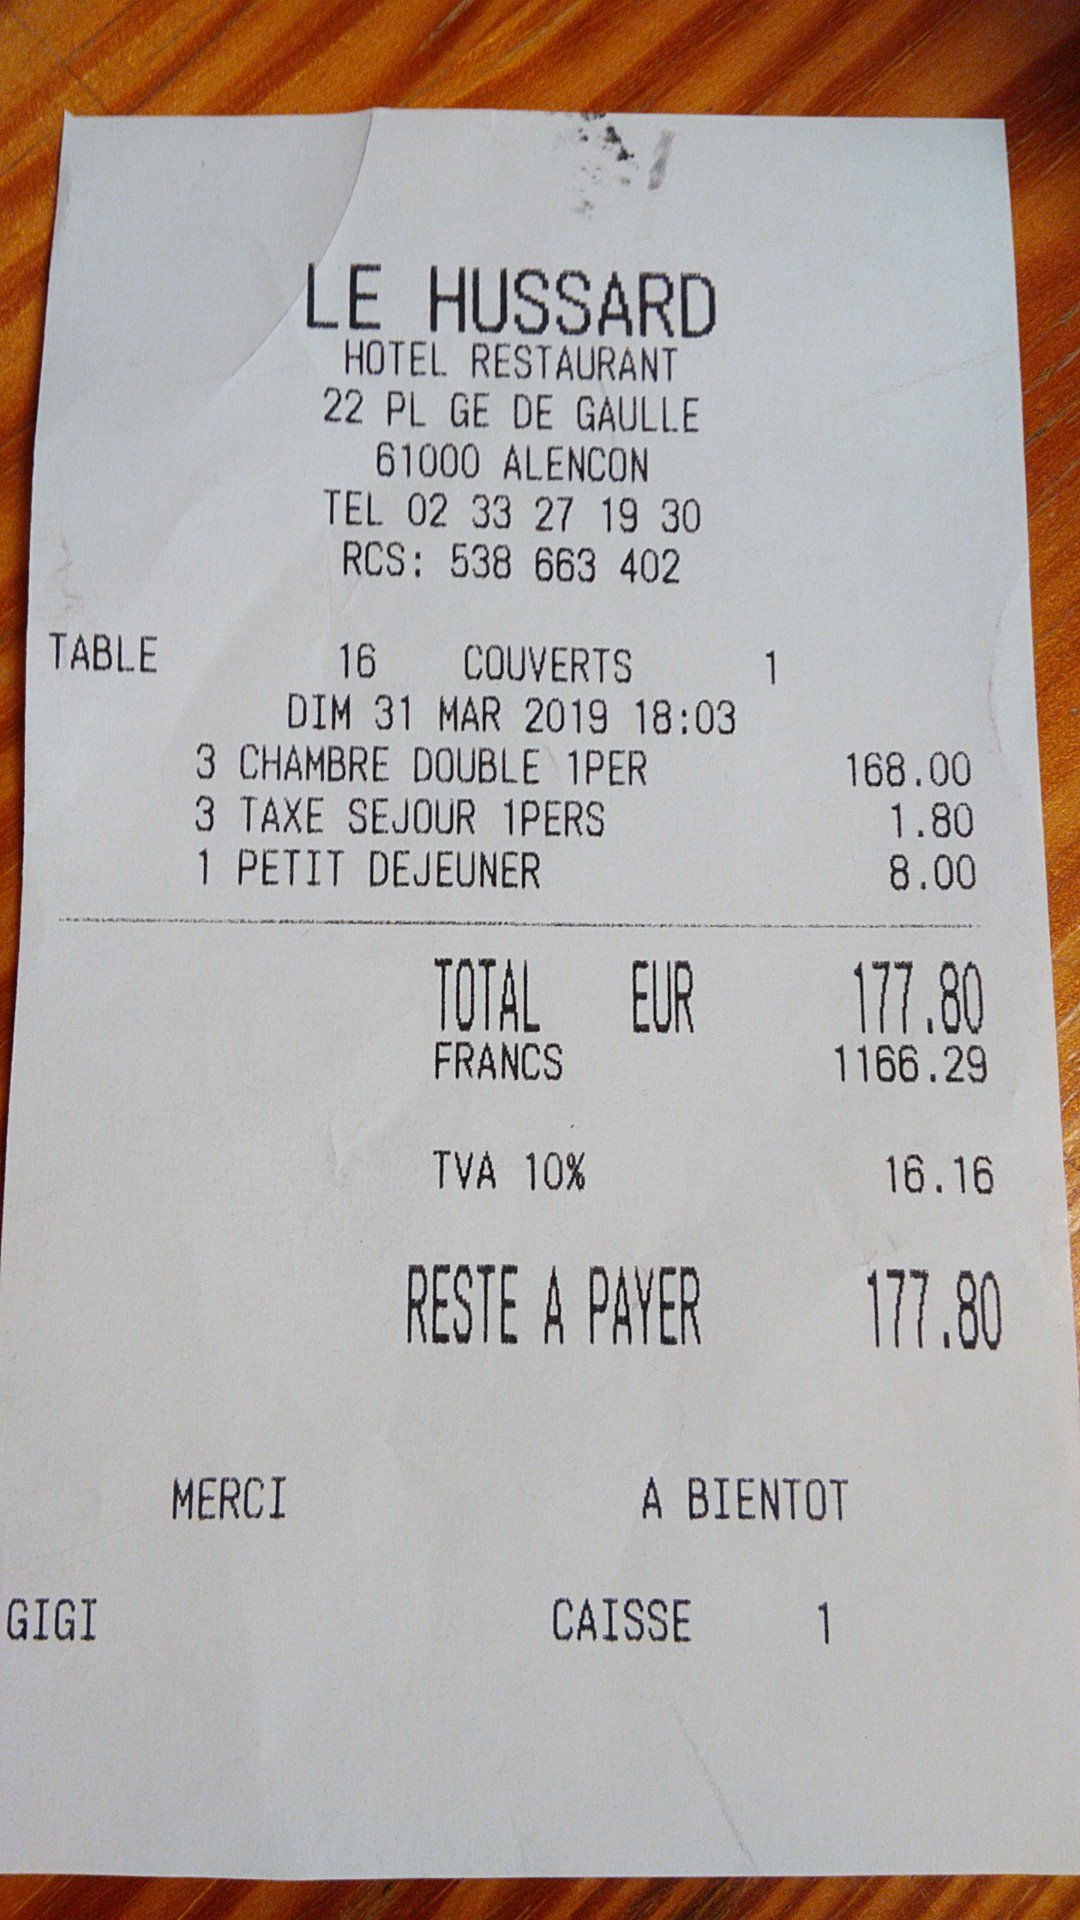 LE HUSSARD
HOTEL RESTAURANT
22 PL GE DE GAULLE
61000 ALENCON
TEL 02 33 27 19 30
RCS: 538 663 402
TABLE 16 COUVERTS 1
DIM 31 MAR 2019 18:03
3 CHAMBRE DOUBLE 1PER 168.00
3 TAXE SEJOUR 1PERS 1.80
1 PETIT DEJEUNER 8.00
TOTAL EUR 177.80
FRANCS 1166.29
TVA 10% 16.16
RESTE A PAYER 177.80
MERCI A BIENTOT
GIGI CAISSE 1